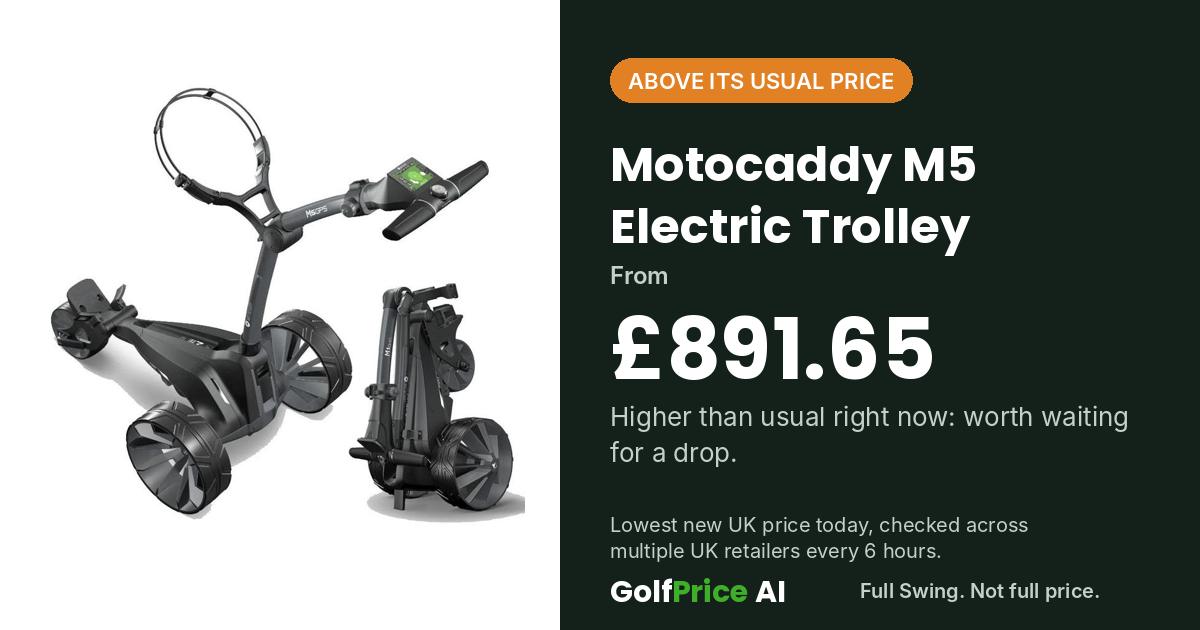 ABOVE ITS USUAL PRICE
Motocaddy M5
Electric Trolley
From
£891.65
Higher than usual right now: worth waiting
for a drop.
Lowest new UK price today, checked across
multiple UK retailers every 6 hours.
GolfPrice AI
Full Swing. Not full price.
M5GPS